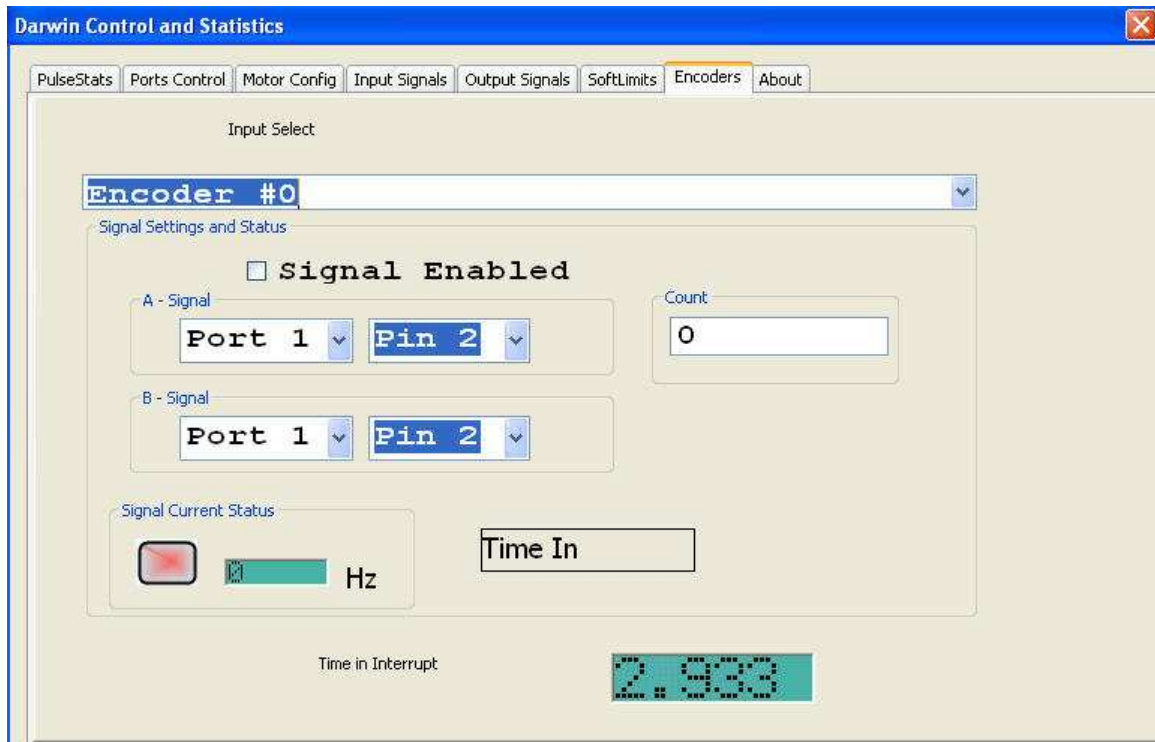 Darwin Control and Statistics
PulseStats Ports Control Motor Config Input Signals Output Signals SoftLimits Encoders About
Input Select
Encoder #0
Signal Settings and Status
Signal Enabled
A - Signal
Port 1 Pin 2
Count
0
B - Signal
Port 1 Pin 2
Signal Current Status
0 Hz
Time In
Time in Interrupt
2.933